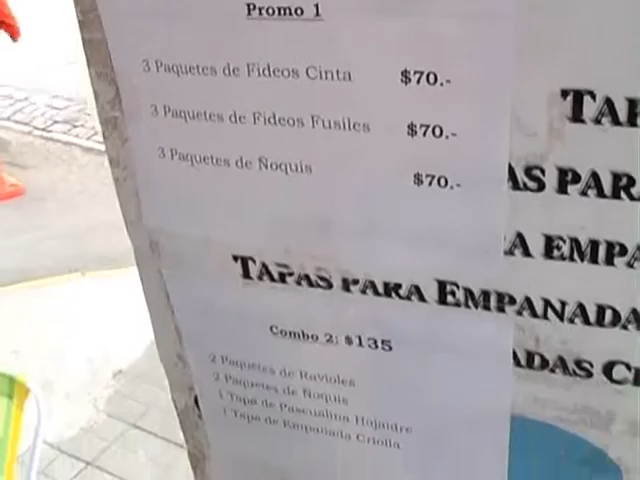 Promo 1
3 Paquetes de Fideos Cinta $70.-
3 Paquetes de Fideos Fusiles $70.-
3 Paquetes de Ñoquis $70.-
TAPAS PARA EMPANADA
Combo 2: $135
2 Paquetes de Ravioles
2 Paquetes de Ñoquis
1 Tapa de Pascualina Hojaldre
1 Tapa de Empanada Criolla
TAP
AS PAR
A EMPA
ADAS C